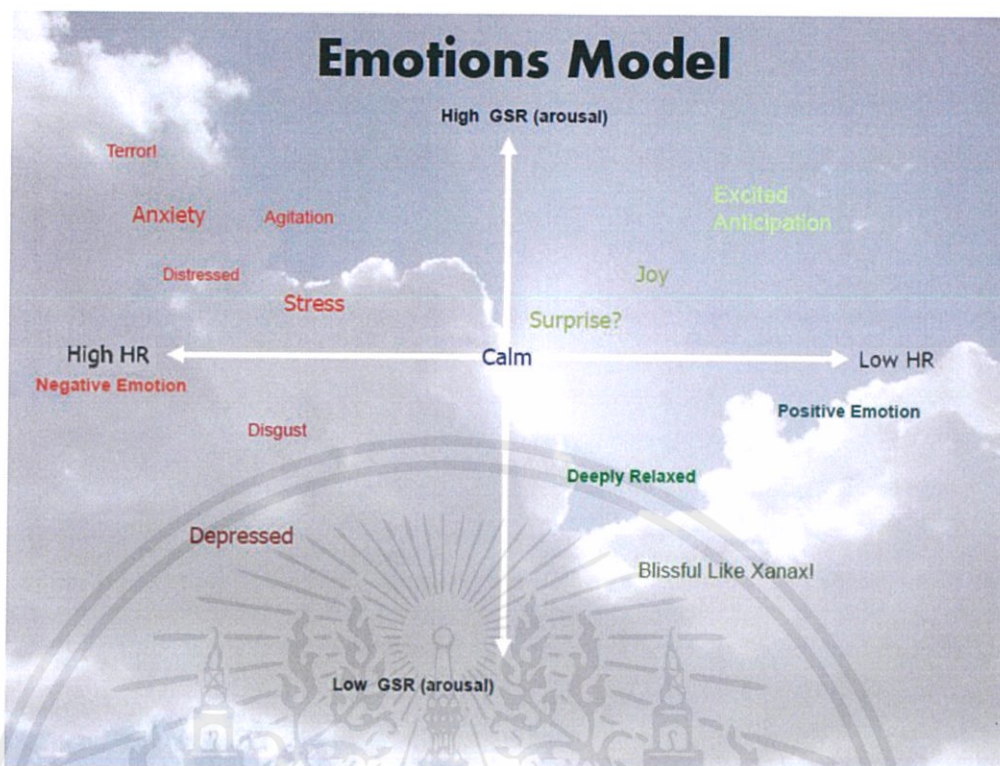 Emotions Model
High GSR (arousal)
Terror!
Excited
Anticipation
Anxiety
Agitation
Distressed
Joy
Stress
Surprise?
High HR
Calm
Low HR
Negative Emotion
Positive Emotion
Disgust
Deeply Relaxed
Depressed
Blissful Like Xanax!
Low GSR (arousal)